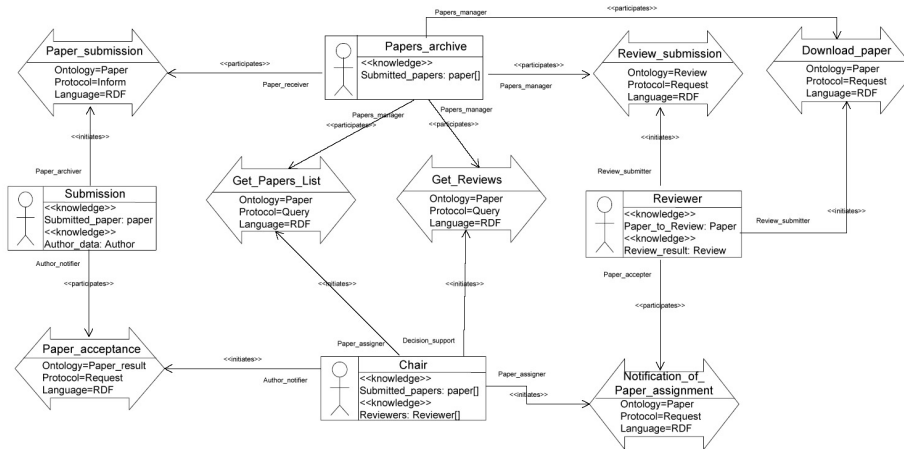 Papers_manager
<<participates>>
Paper_submission
Ontology=Paper
Protocol=Inform
Language=RDF
<<participates>>
Paper_receiver
Papers_archive
<<knowledge>>
Submitted_papers: paper[]
<<participates>>
Papers_manager
Review_submission
Ontology=Review
Protocol=Request
Language=RDF
Download_paper
Ontology=Paper
Protocol=Request
Language=RDF
Papers_manager
<<participates>>
Papers_manager
<<participates>>
<<initiates>>
Paper_archiver
<<initiates>>
Review_submitter
Get_Papers_List
Ontology=Paper
Protocol=Query
Language=RDF
Get_Reviews
Ontology=Paper
Protocol=Query
Language=RDF
Submission
<<knowledge>>
Submitted_paper: paper
<<knowledge>>
Author_data: Author
Reviewer
<<knowledge>>
Paper_to_Review: Paper
<<knowledge>>
Review_result: Review
Review_submitter
<<initiates>>
Author_notifier
<<participates>>
<<initiates>>
<<initiates>>
Paper_accepter
<<participates>>
Paper_assigner
Decision_support
Paper_acceptance
Ontology=Paper_result
Protocol=Request
Language=RDF
<<initiates>>
Author_notifier
Chair
<<knowledge>>
Submitted_papers: paper[]
<<knowledge>>
Reviewers: Reviewer[]
Paper_assigner
<<initiates>>
Notification_of_
Paper_assignment
Ontology=Paper
Protocol=Request
Language=RDF